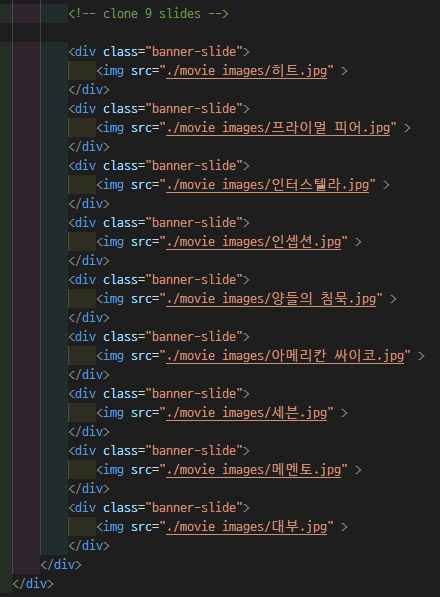 <!-- clone 9 slides -->
<div class="banner-slide">
<img src="./movie images/히트.jpg" >
</div>
<div class="banner-slide">
<img src="./movie images/프라이멀 피어.jpg" >
</div>
<div class="banner-slide">
<img src="./movie images/인터스텔라.jpg" >
</div>
<div class="banner-slide">
<img src="./movie images/인셉션.jpg" >
</div>
<div class="banner-slide">
<img src="./movie images/양들의 침묵.jpg" >
</div>
<div class="banner-slide">
<img src="./movie images/아메리칸 싸이코.jpg" >
</div>
<div class="banner-slide">
<img src="./movie images/세븐.jpg" >
</div>
<div class="banner-slide">
<img src="./movie images/메멘토.jpg" >
</div>
<div class="banner-slide">
<img src="./movie images/대부.jpg" >
</div>
</div>
</div>